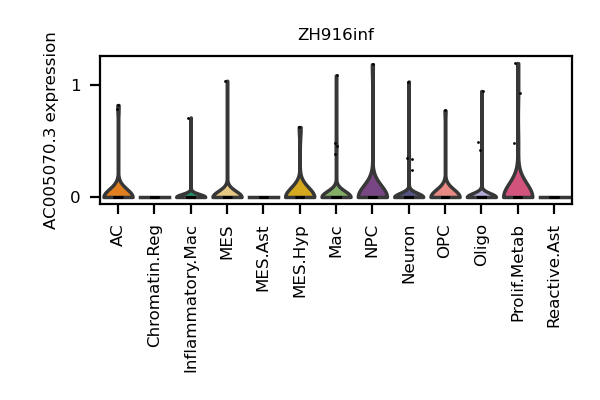 ZH916inf
AC005070.3 expression
1
0
AC
Chromatin.Reg
Inflammatory.Mac
MES
MES.Ast
MES.Hyp
Mac
NPC
Neuron
OPC
Oligo
Prolif.Metab
Reactive.Ast